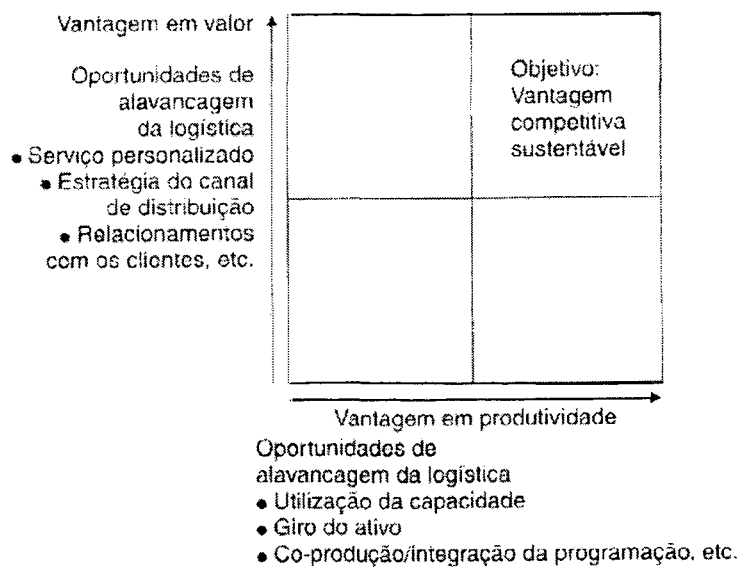 Vantagem em valor
Oportunidades de
alavancagem
da logística
• Serviço personalizado
• Estratégia do canal
de distribuição
• Relacionamentos
com os clientes, etc.
Objetivo:
Vantagem
competitiva
sustentável
Vantagem em produtividade
Oportunidades de
alavancagem da logística
• Utilização da capacidade
• Giro do ativo
• Co-produção/integração da programação, etc.